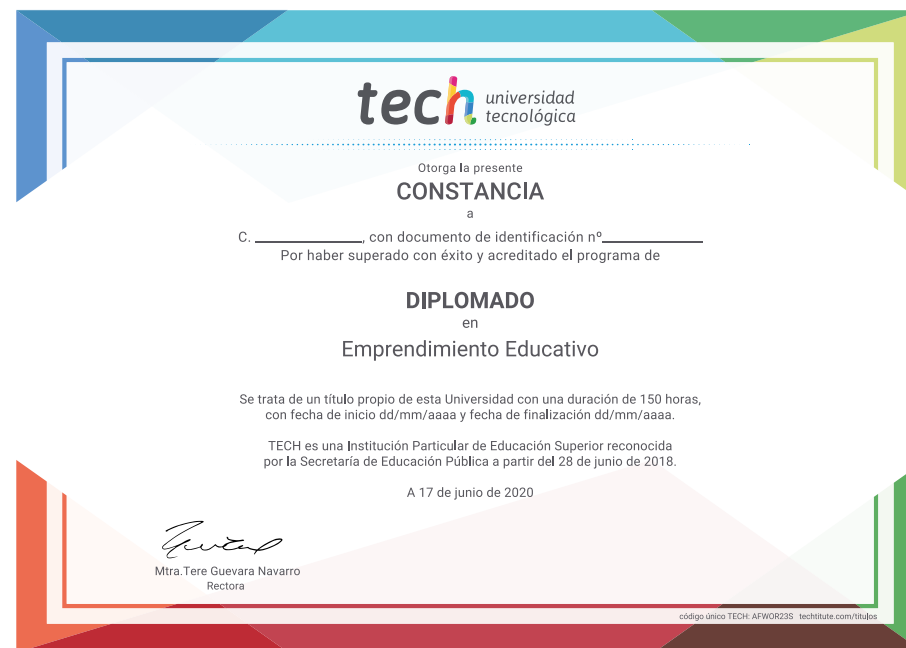 tech universidad
tecnológica
Otorga la presente
CONSTANCIA
a
C. ____________, con documento de identificación nº____________
Por haber superado con éxito y acreditado el programa de
DIPLOMADO
en
Emprendimiento Educativo
Se trata de un título propio de esta Universidad con una duración de 150 horas,
con fecha de inicio dd/mm/aaaa y fecha de finalización dd/mm/aaaa.
TECH es una Institución Particular de Educación Superior reconocida
por la Secretaría de Educación Pública a partir del 28 de junio de 2018.
A 17 de junio de 2020
Mtra.Tere Guevara Navarro
Rectora
código único TECH: AFWOR23S techtitute.com/titulos